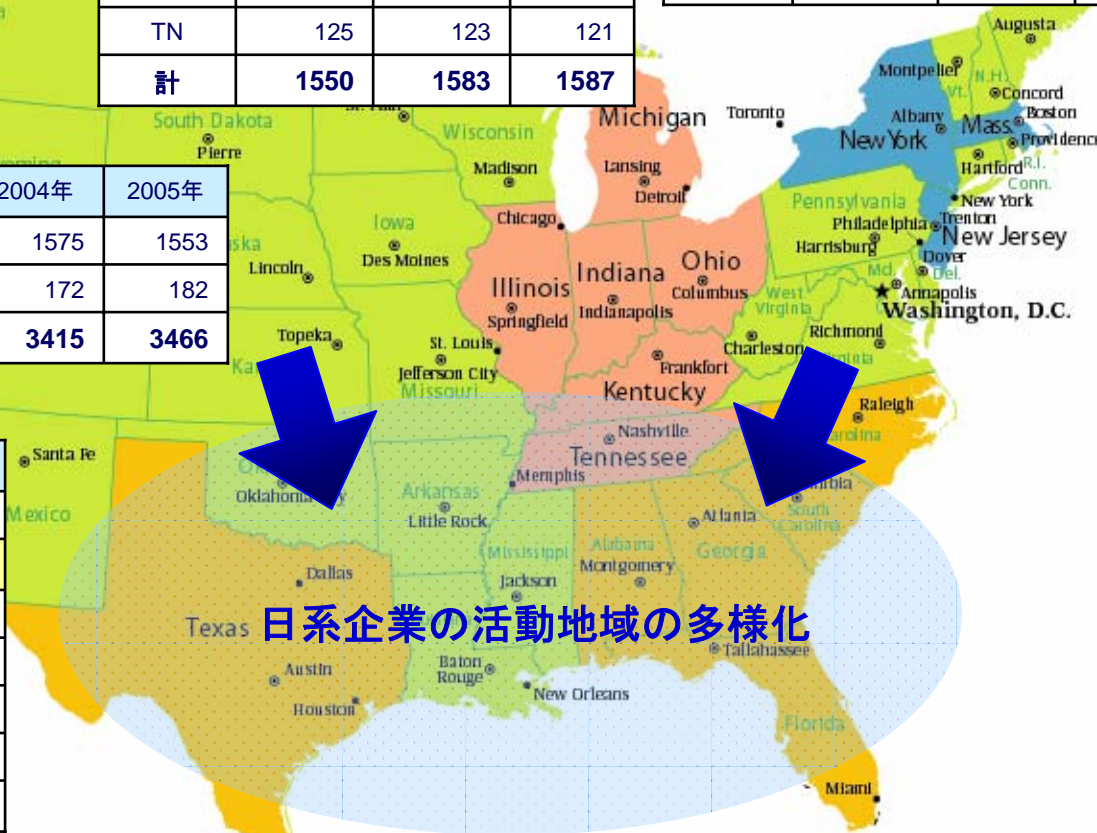 TN 125 123 121
計 1550 1583 1587
2004年 2005年
1575 1553
172 182
3415 3466
Augusta
Montpelier
N.H.
Vt.
Concord
Michigan
Toronto
Albany
Boston
South Dakota
Wisconsin
New York
Mass.
Providence
Pierre
Madison
Lansing
Hartford
R.I.
Conn.
Detroit
Pennsylvania
New York
Iowa
Chicago
Philadelphia
Trenton
Des Moines
Harrisburg
New Jersey
Lincoln
Indiana
Ohio
Dover
Md.
Del.
Illinois
Columbus
West
Virginia
Annapolis
Springfield
Indianapolis
Washington, D.C.
Topeka
St. Louis
Charleston
Richmond
Jefferson City
Frankfort
Missouri
Kentucky
Raleigh
Santa Fe
Nashville
Tennessee
Memphis
Mexico
Arkansas
Little Rock
Atlanta
South
Carolina
Mississippi
Alabama
Georgia
Montgomery
Dallas
Jackson
Texas
日系企業の活動地域の多様化
Tallahassee
Austin
Baton
Rouge
New Orleans
Houston
Florida
Miami